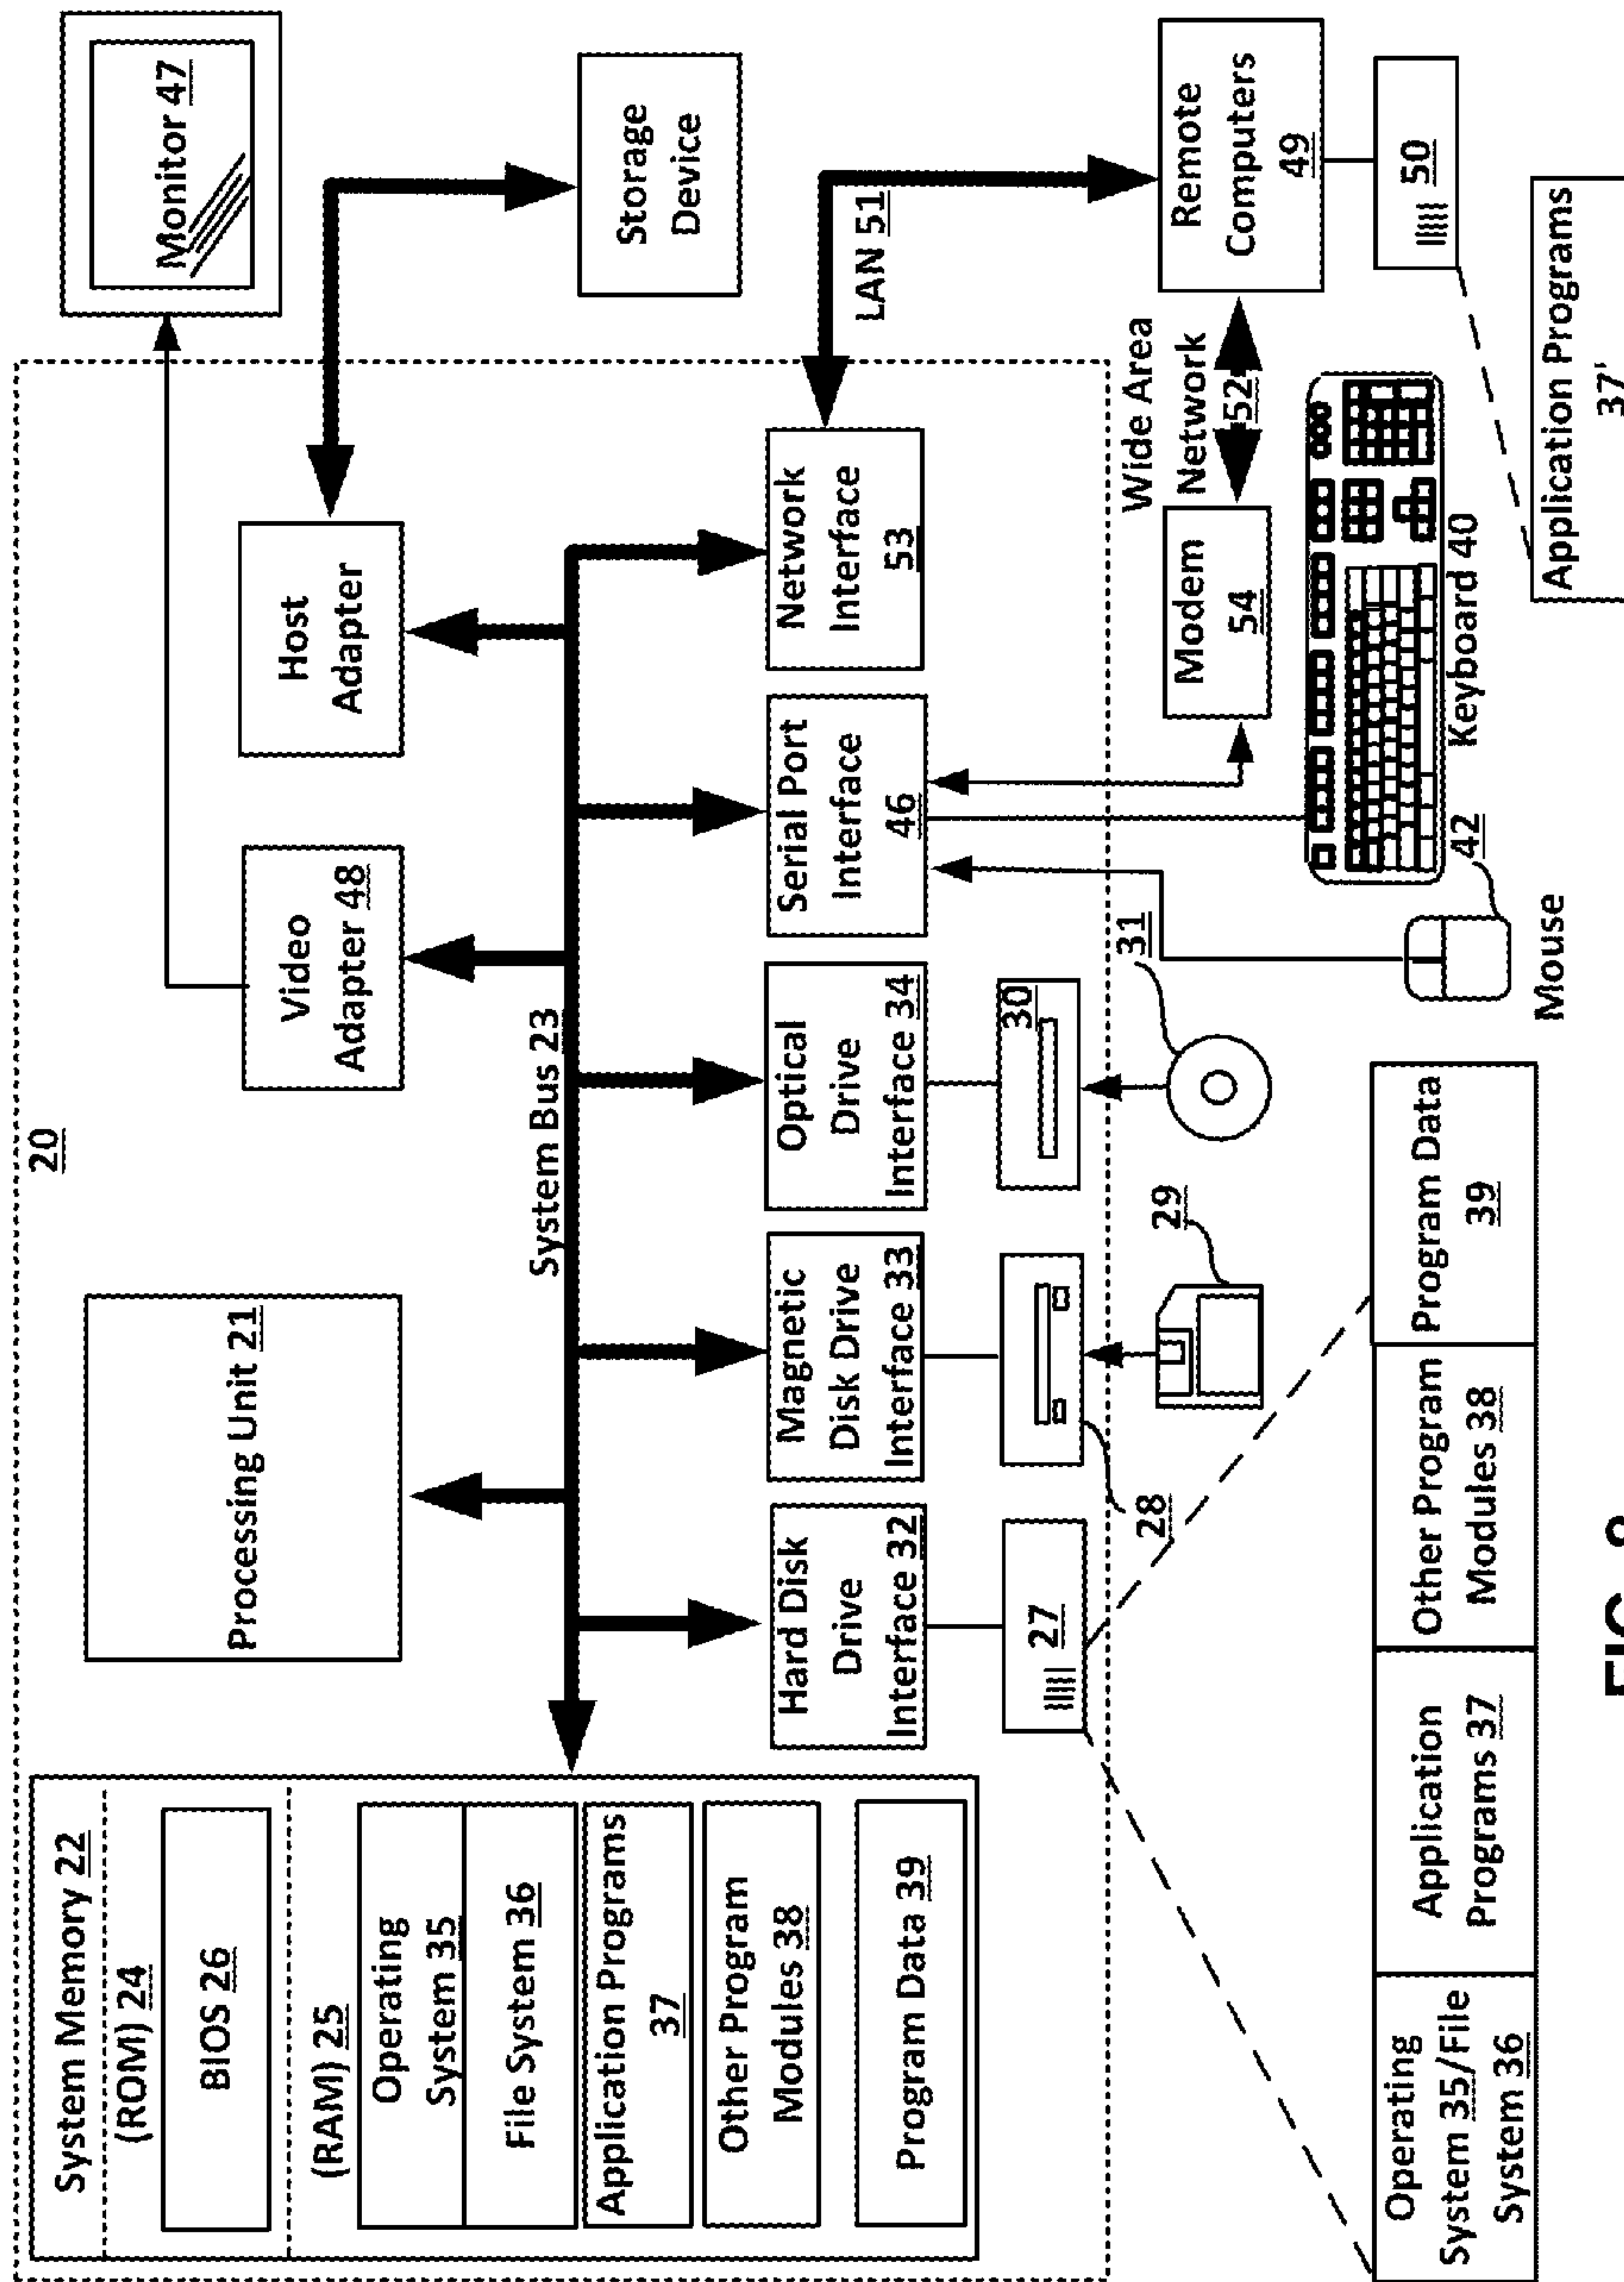 20
System Memory 22
(ROM) 24
BIOS 26
(RAM) 25
Operating
System 35
File System 36
Application Programs
37
Other Program
Modules 38
Program Data 39
Processing Unit 21
Video
Adapter 48
Host
Adapter
Monitor 47
Storage
Device
System Bus 23
Hard Disk
Drive
Interface 32
Magnetic
Disk Drive
Interface 33
Optical
Drive
Interface 34
Serial Port
Interface
46
Network
Interface
53
LAN 51
27
28
29
30
31
Wide Area
Network
52
Modem
54
Remote
Computers
49
50
Keyboard 40
42
Mouse
Operating
System 35/File
System 36
Application
Programs 37
Other Program
Modules 38
Program Data
39
Application Programs
37'